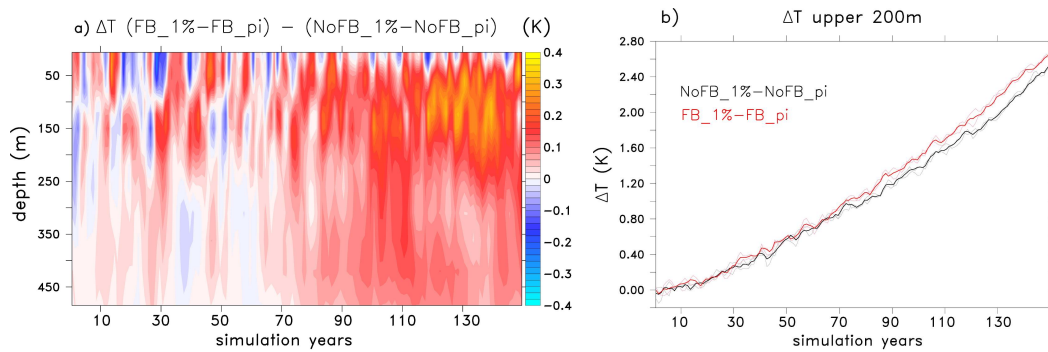 a) ΔT (FB_1%−FB_pi) − (NoFB_1%−NoFB_pi) (K)
0.4
0.3
0.2
0.1
0
−0.1
−0.2
−0.3
−0.4
50
150
250
350
450
depth (m)
10 30 50 70 90 110 130
simulation years
b) ΔT upper 200m
2.80
2.40
2.00
1.60
1.20
0.80
0.40
0.00
ΔT (K)
NoFB_1%−NoFB_pi
FB_1%−FB_pi
10 30 50 70 90 110 130
simulation years